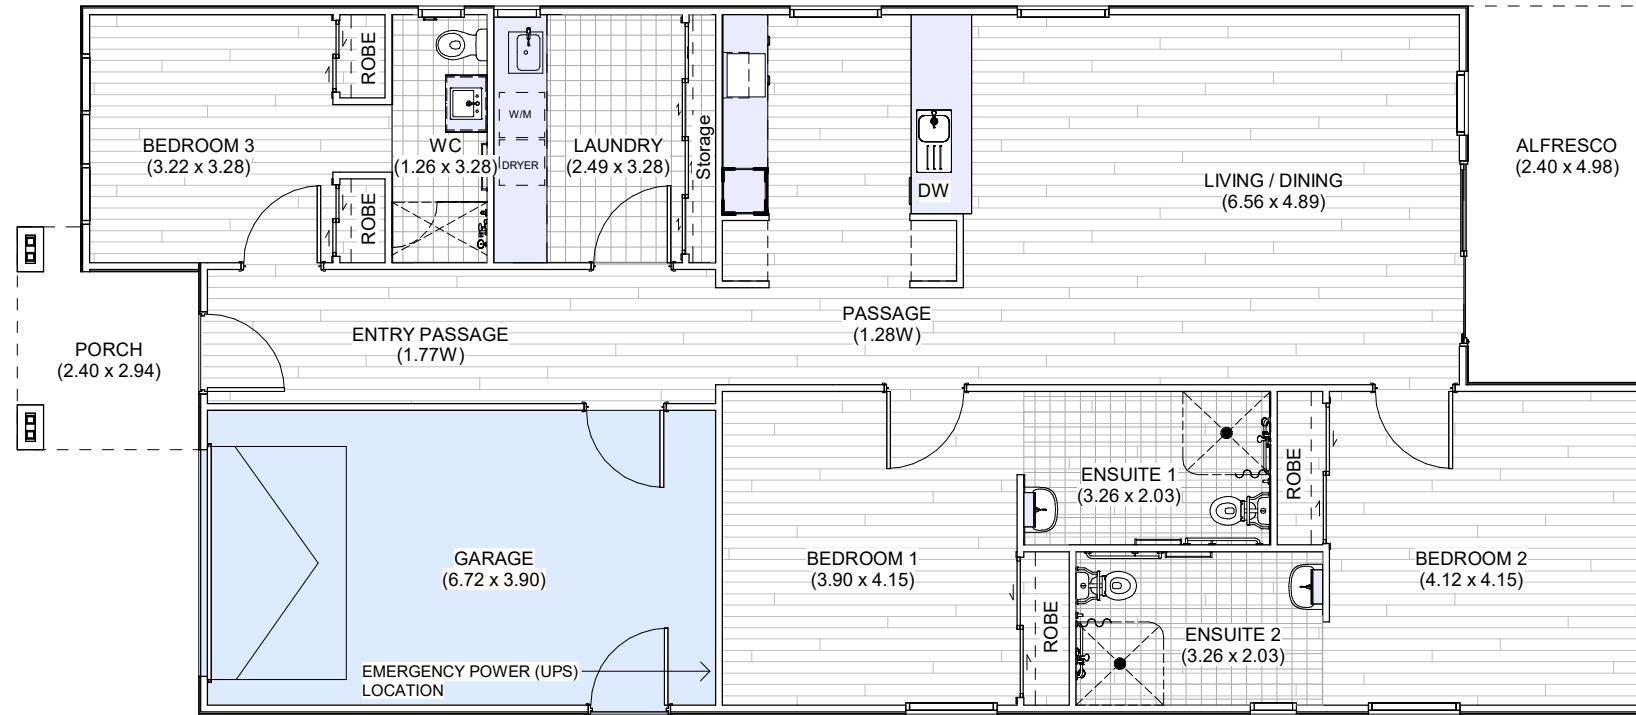 BEDROOM 3
(3.22 x 3.28)
ROBE
ROBE
WC
(1.26 x 3.28)
W/M
DRYER
LAUNDRY
(2.49 x 3.28)
Storage
DW
LIVING / DINING
(6.56 x 4.89)
ALFRESCO
(2.40 x 4.98)
PORCH
(2.40 x 2.94)
ENTRY PASSAGE
(1.77W)
PASSAGE
(1.28W)
GARAGE
(6.72 x 3.90)
EMERGENCY POWER (UPS)
LOCATION
BEDROOM 1
(3.90 x 4.15)
ROBE
ENSUITE 1
(3.26 x 2.03)
ROBE
ENSUITE 2
(3.26 x 2.03)
BEDROOM 2
(4.12 x 4.15)